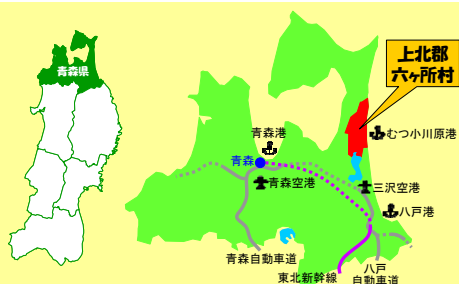 青森県
上北郡
六ヶ所村
青森港
むつ小川原港
青森
青森空港
三沢空港
八戸港
青森自動車道
東北新幹線
八戸
自動車道